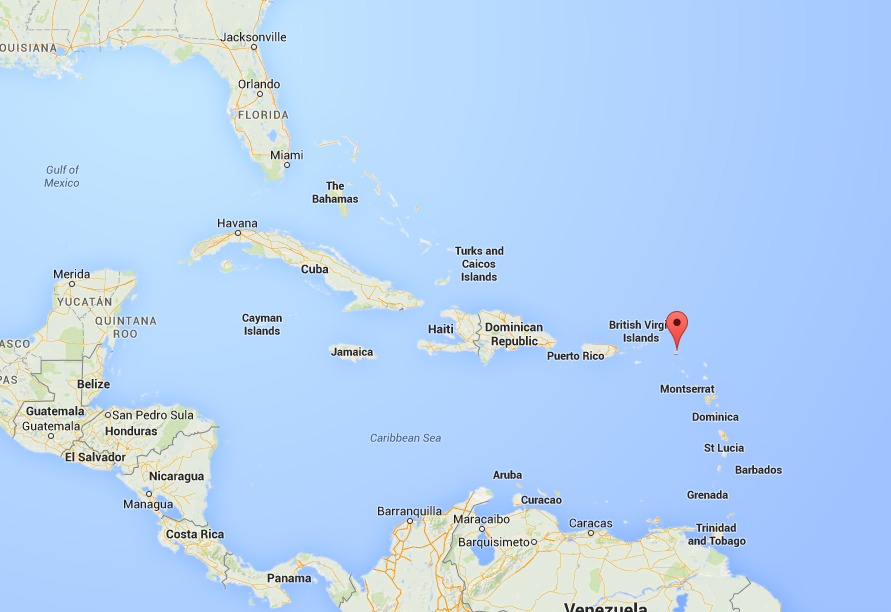 Jacksonville
OUISIANA
Orlando
FLORIDA
Miami
Gulf of
Mexico
The
Bahamas
Havana
Turks and
Caicos
Islands
Cuba
Merida
YUCATÁN
QUINTANA
ROO
Cayman
Islands
British Virgi
Islands
Haiti
Dominican
Republic
ASCO
Jamaica
Puerto Rico
PAS
Belize
Montserrat
Guatemala
San Pedro Sula
Dominica
Guatemala
Honduras
Caribbean Sea
St Lucia
El Salvador
Barbados
Nicaragua
Aruba
Grenada
Curacao
Managua
Barranquilla
Maracaibo
Caracas
Trinidad
and Tobago
Costa Rica
Barquisimeto
Panama
Venezuela